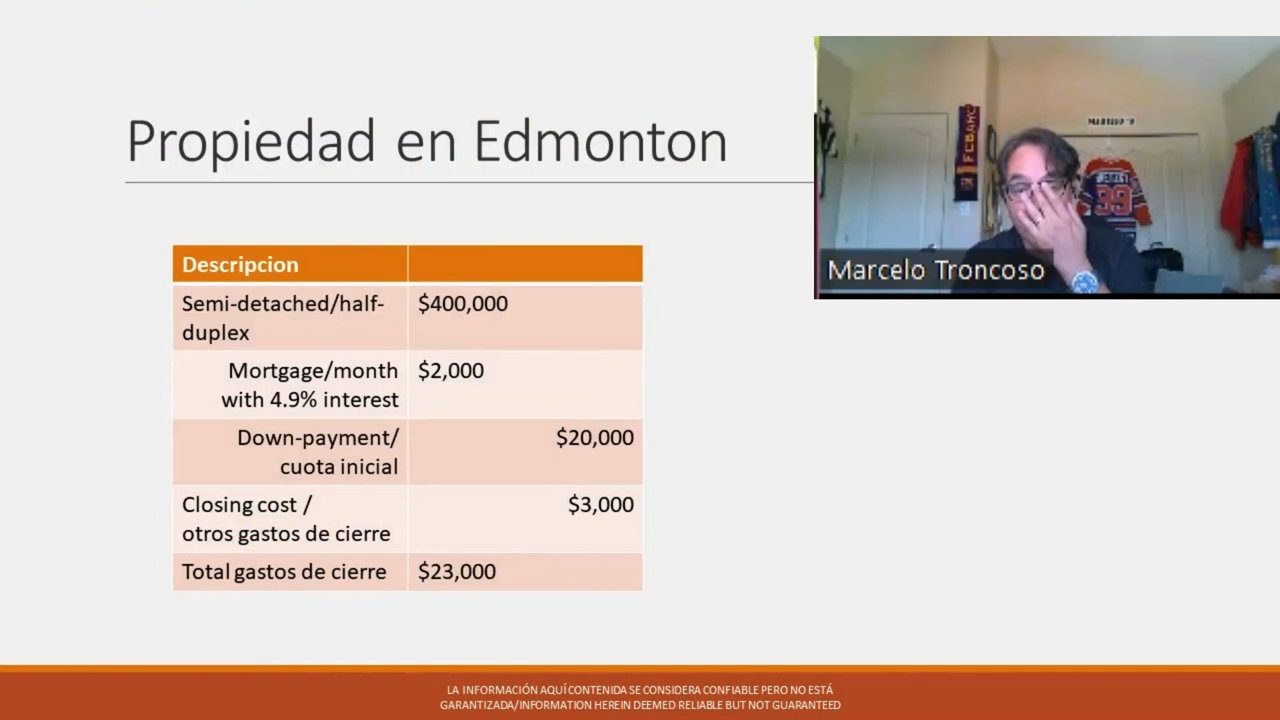 Propiedad en Edmonton
FCBARC
39
Marcelo Troncoso
Descripcion
Semi-detached/half-
duplex
$400,000
Mortgage/month
with 4.9% interest
$2,000
Down-payment/
cuota inicial
$20,000
Closing cost /
otros gastos de cierre
$3,000
Total gastos de cierre
$23,000
LA INFORMACIÓN AQUÍ CONTENIDA SE CONSIDERA CONFIABLE PERO NO ESTÁ
GARANTIZADA/INFORMATION HEREIN DEEMED RELIABLE BUT NOT GUARANTEED